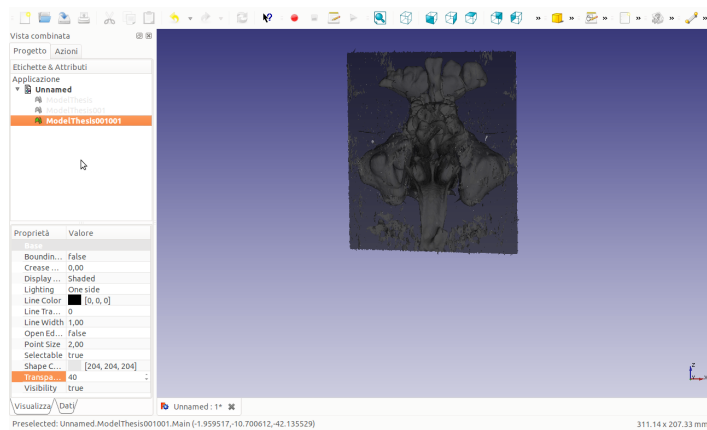 Vista combinata
Progetto Azioni
Etichette & Attributi
Applicazione
Unnamed
ModelThesis
ModelThesis001
ModelThesis001001
Proprietà Valore
Base
Boundin... false
Crease ... 0,00
Display ... Shaded
Lighting One side
Line Color [0, 0, 0]
Line Tra... 0
Line Width 1,00
Open Ed... false
Point Size 2,00
Selectable true
Shape C... [204, 204, 204]
Transpa... 40
Visibility true
Visualizza Dati
Unnamed : 1*
Z
Preselected: Unnamed.ModelThesis001001.Main (-1.959517,-10.700612,-42.135529) 311.14 x 207.33 mm